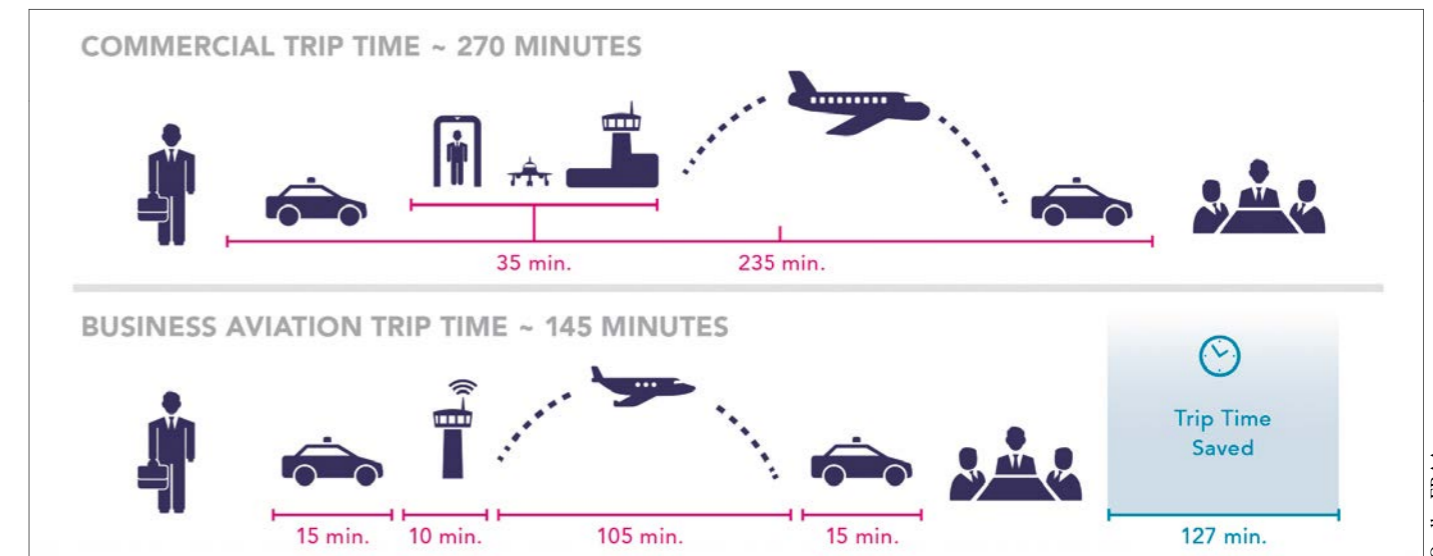 COMMERCIAL TRIP TIME ~ 270 MINUTES
35 min.
235 min.
BUSINESS AVIATION TRIP TIME ~ 145 MINUTES
Trip Time
Saved
15 min.
10 min.
105 min.
15 min.
127 min.